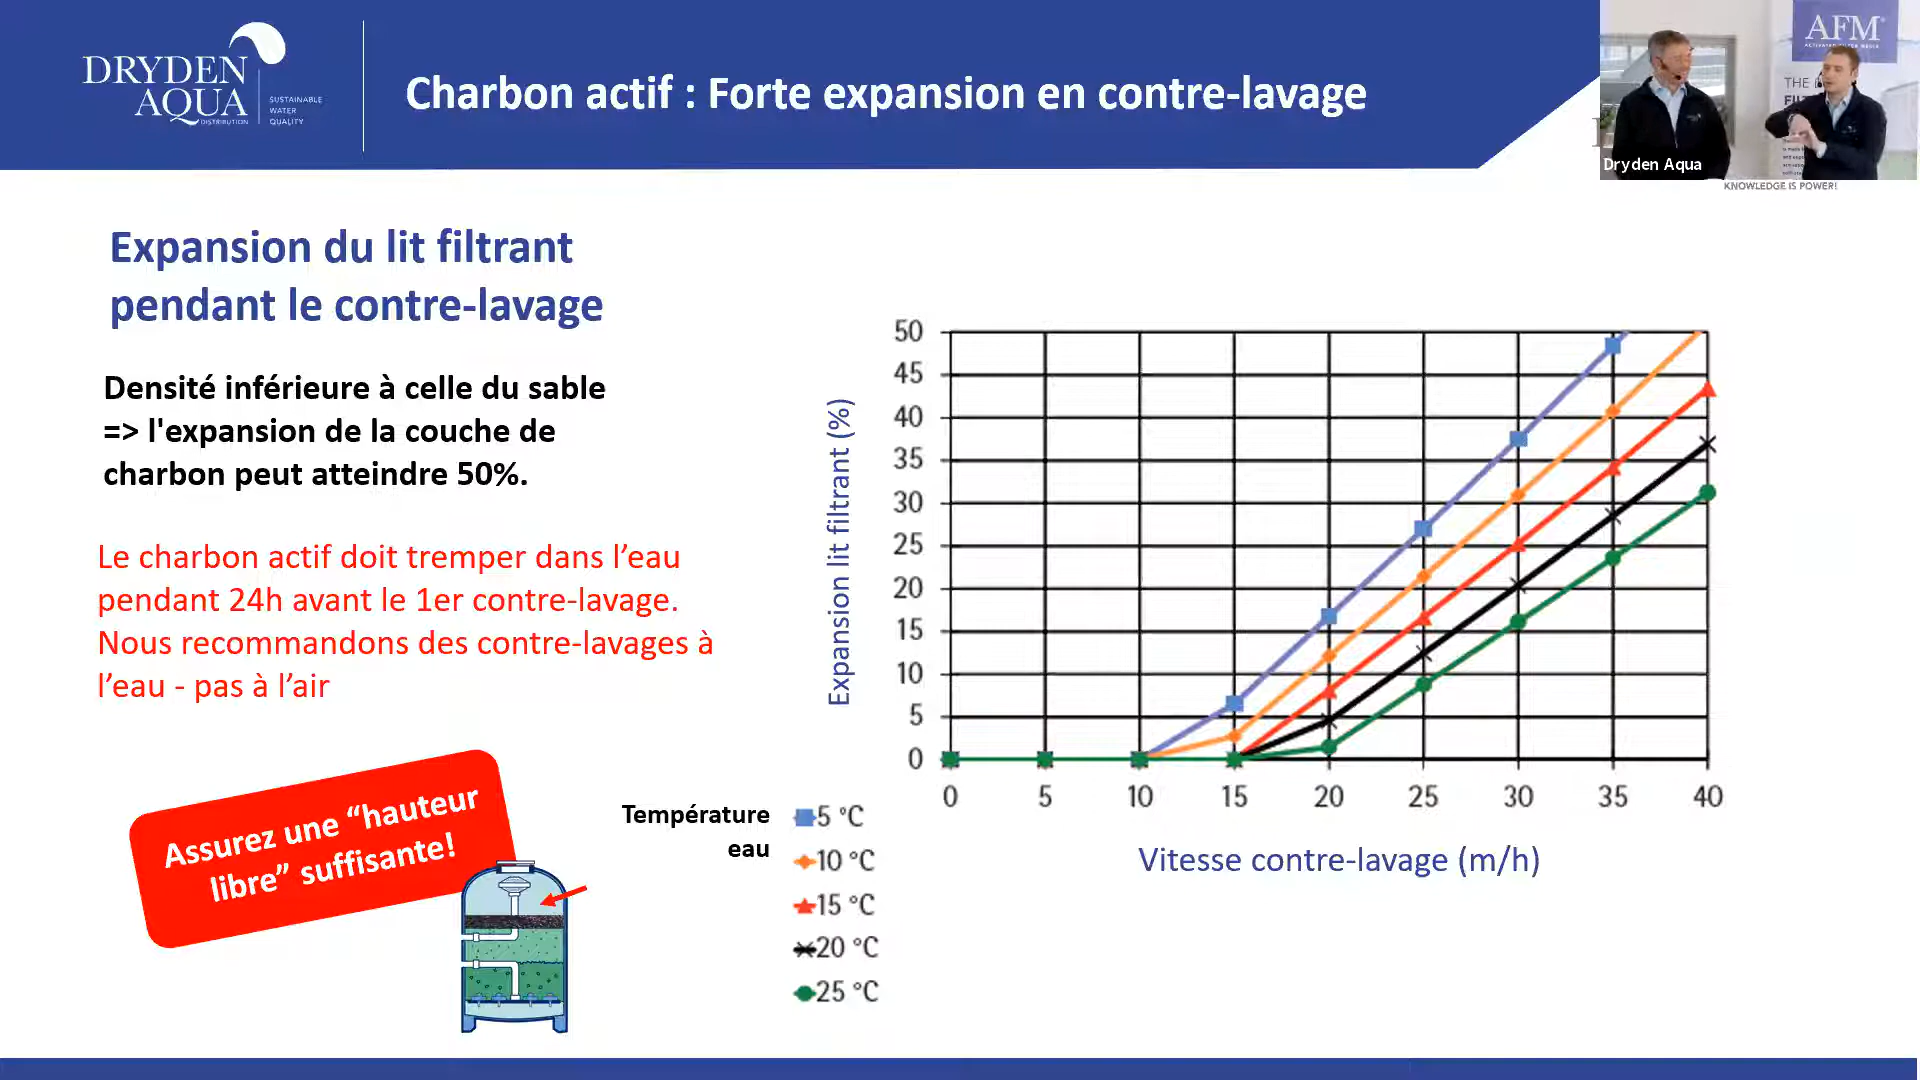 DRYDEN
AQUA
DISTRIBUTION
SUSTAINABLE
WATER
QUALITY
Charbon actif : Forte expansion en contre-lavage
AFM
THE
Dryden Aqua
KNOWLEDGE IS POWER!
Expansion du lit filtrant
pendant le contre-lavage
Densité inférieure à celle du sable
=> l'expansion de la couche de
charbon peut atteindre 50%.
Le charbon actif doit tremper dans l’eau
pendant 24h avant le 1er contre-lavage.
Nous recommandons des contre-lavages à
l’eau - pas à l’air
Assurez une “hauteur
libre” suffisante!
Expansion lit filtrant (%)
50
45
40
35
30
25
20
15
10
5
0
0 5 10 15 20 25 30 35 40
Vitesse contre-lavage (m/h)
Température
eau
5 °C
10 °C
15 °C
20 °C
25 °C